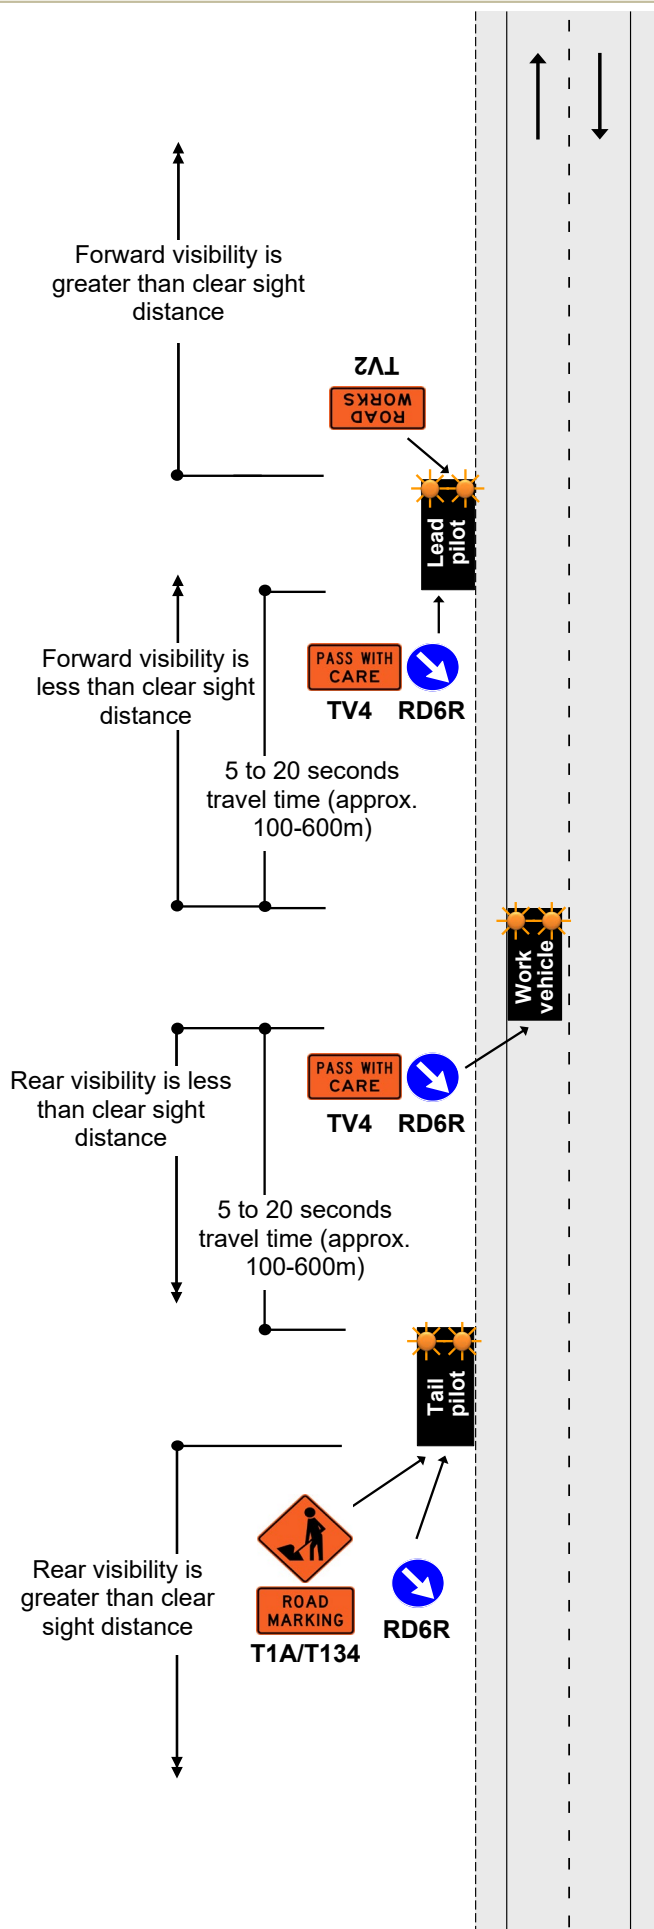 Forward visibility is
greater than clear sight
distance
TV2
ROAD
WORKS
Lead
pilot
Forward visibility is
less than clear sight
distance
PASS WITH
CARE
TV4 RD6R
5 to 20 seconds
travel time (approx.
100-600m)
Work
vehicle
Rear visibility is less
than clear sight
distance
PASS WITH
CARE
TV4 RD6R
5 to 20 seconds
travel time (approx.
100-600m)
Tail
pilot
Rear visibility is
greater than clear
sight distance
ROAD
MARKING
T1A/T134
RD6R